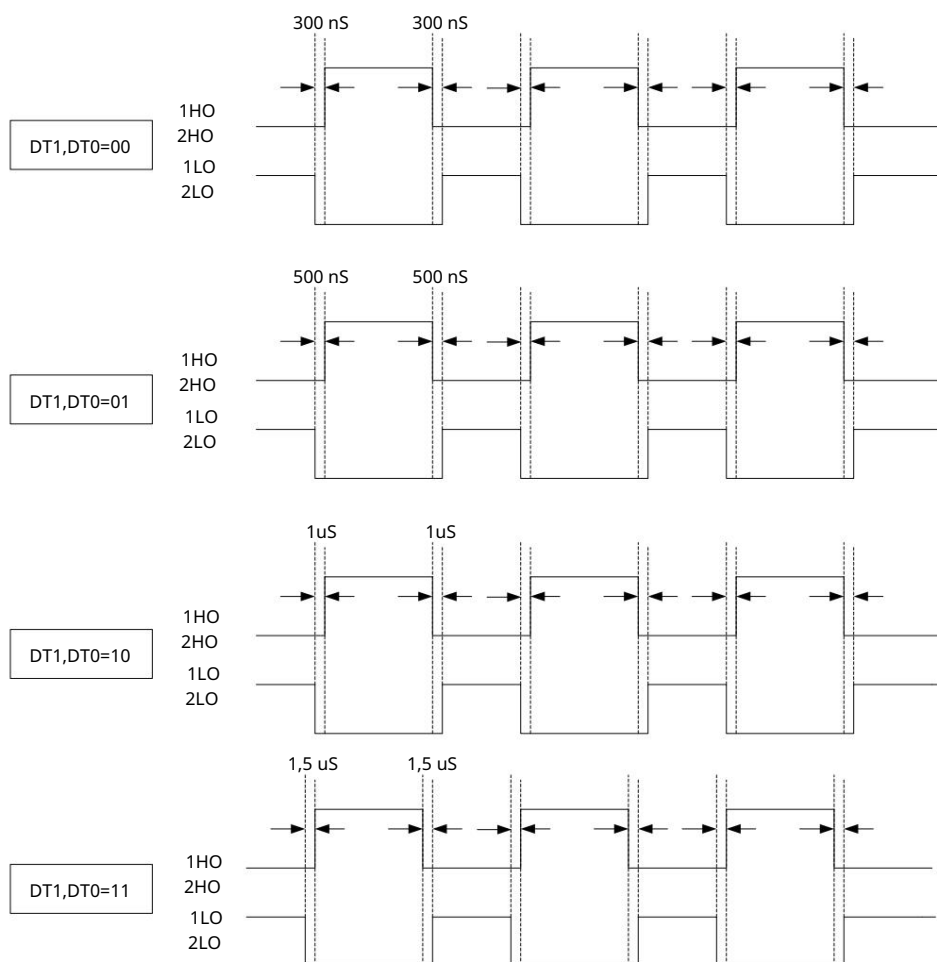 300 nS 300 nS
1HO
2HO
DT1,DT0=00
1LO
2LO
500 nS 500 nS
1HO
2HO
DT1,DT0=01
1LO
2LO
1uS 1uS
1HO
2HO
DT1,DT0=10
1LO
2LO
1,5 uS 1,5 uS
1HO
2HO
DT1,DT0=11
1LO
2LO